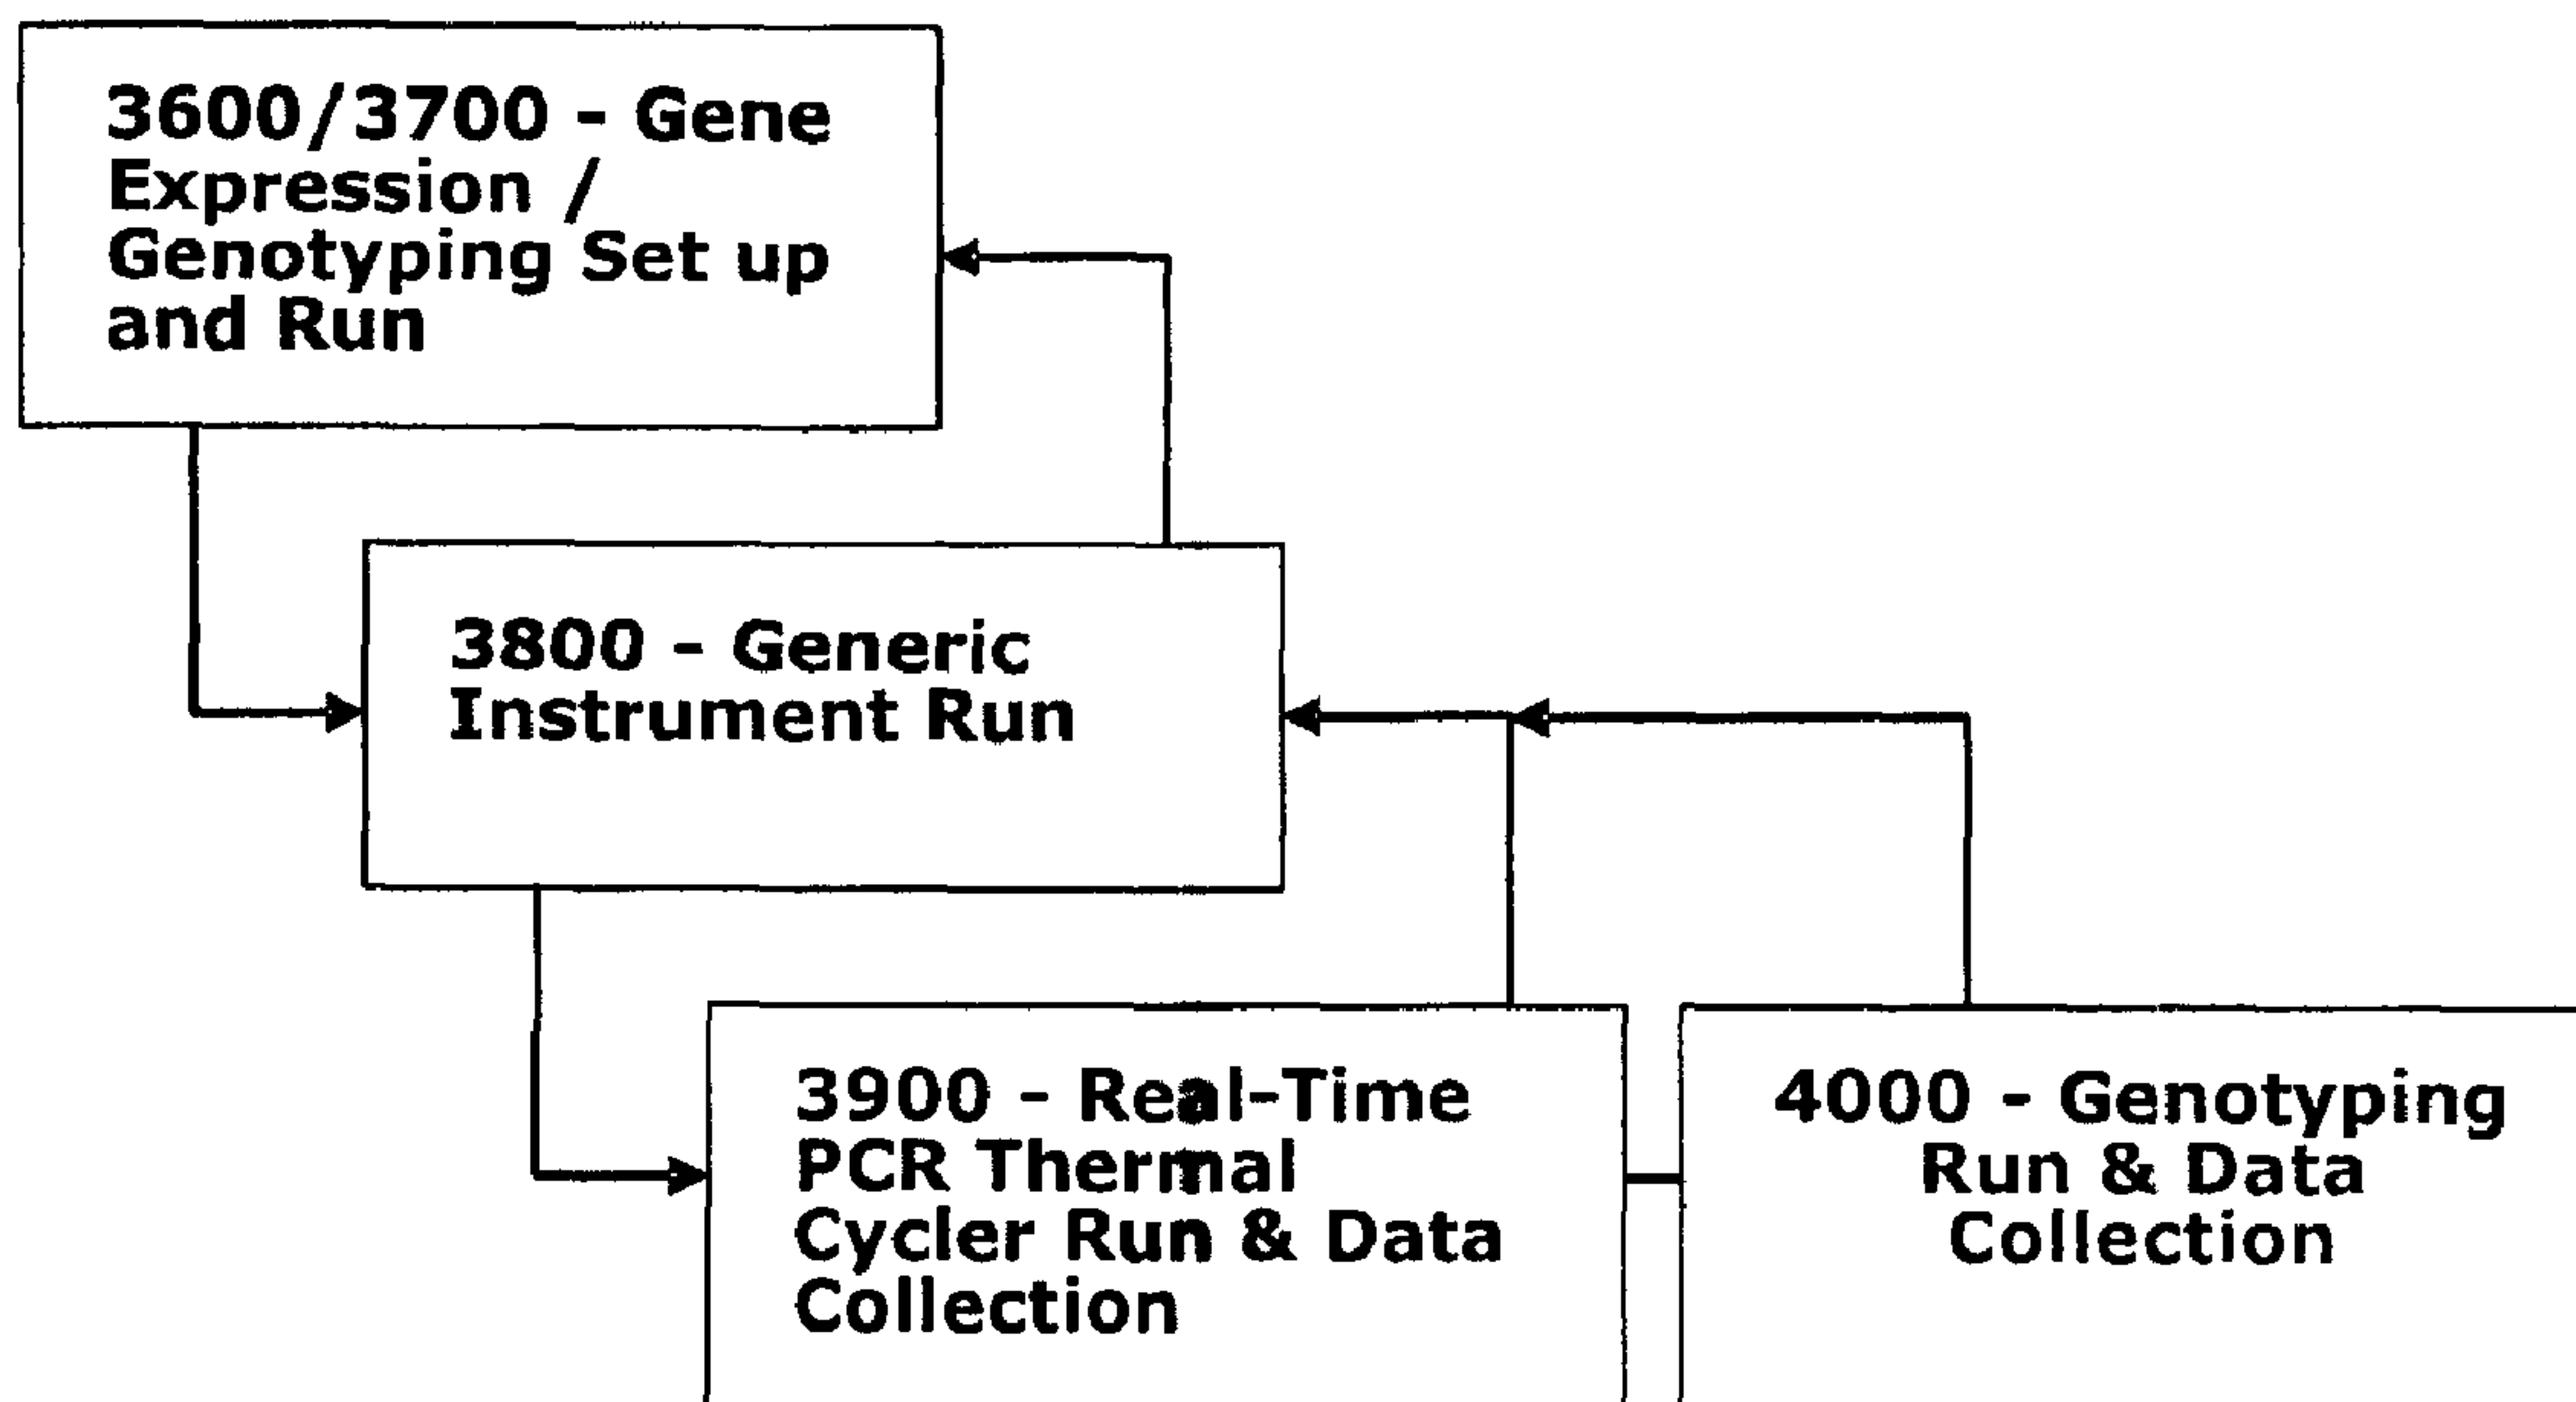 3600/3700 - Gene
Expression /
Genotyping Set up
and Run
3800 - Generic
Instrument Run
3900 - Real-Time
PCR Thermal
Cycler Run & Data
Collection
4000 - Genotyping
Run & Data
Collection